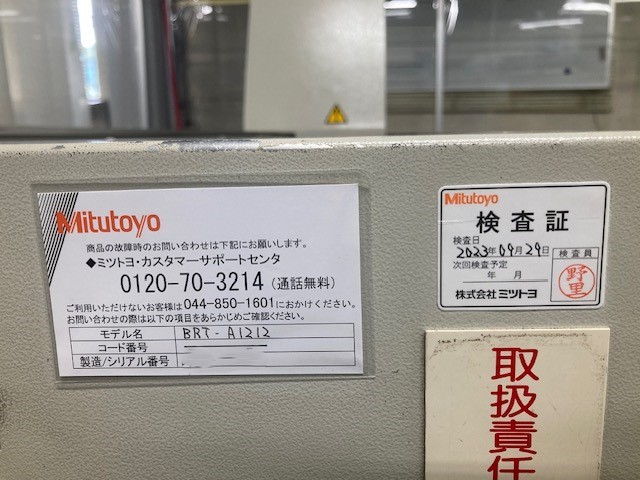 Mitutoyo
商品の故障時のお問い合わせは下記にお願いします。
◆ミツトヨ・カスタマーサポートセンタ
0120-70-3214（通話無料）
ご利用いただけないお客様は044-850-1601におかけください。
お問い合わせの際は以下の項目をあらかじめご確認ください。
モデル名 BRT-A1212
コード番号
製造/シリアル番号
Mitutoyo
検査証
検査日
2023年09月29日
検査員
次回検査予定
年 月
野里
株式会社ミツトヨ
取扱責任